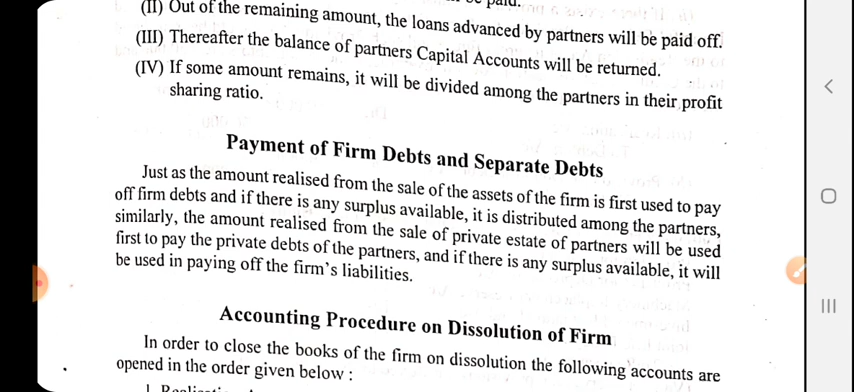 (II) Out of the remaining amount, the loans advanced by partners will be paid off.
(III) Thereafter the balance of partners Capital Accounts will be returned.
(IV) If some amount remains, it will be divided among the partners in their profit
sharing ratio.
Payment of Firm Debts and Separate Debts
Just as the amount realised from the sale of the assets of the firm is first used to pay
off firm debts and if there is any surplus available, it is distributed among the partners,
similarly, the amount realised from the sale of private estate of partners will be used
first to pay the private debts of the partners, and if there is any surplus available, it will
be used in paying off the firm's liabilities.
Accounting Procedure on Dissolution of Firm
In order to close the books of the firm on dissolution the following accounts are
opened in the order given below :